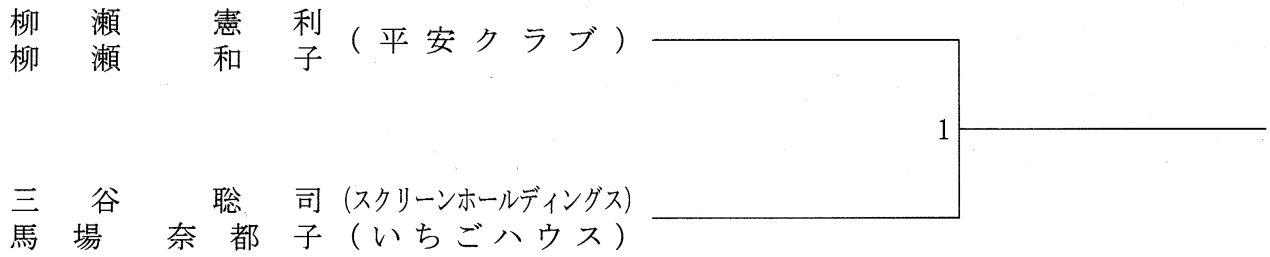 柳瀬 憲利
柳瀬 和子
(平安クラブ)
1
三谷 聡司 (スクリーンホールディングス)
馬場 奈都子 (いちごハウス)